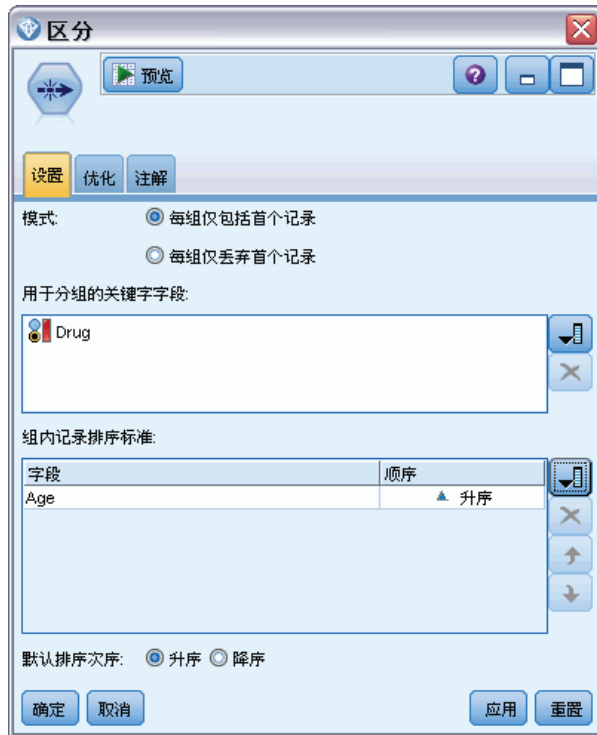 区分
预览
设置 优化 注解
模式: 每组仅包括首个记录
每组仅丢弃首个记录
用于分组的关键字字段:
Drug
组内记录排序标准:
字段 顺序
Age 升序
默认排序次序: 升序 降序
确定 取消 应用 重置